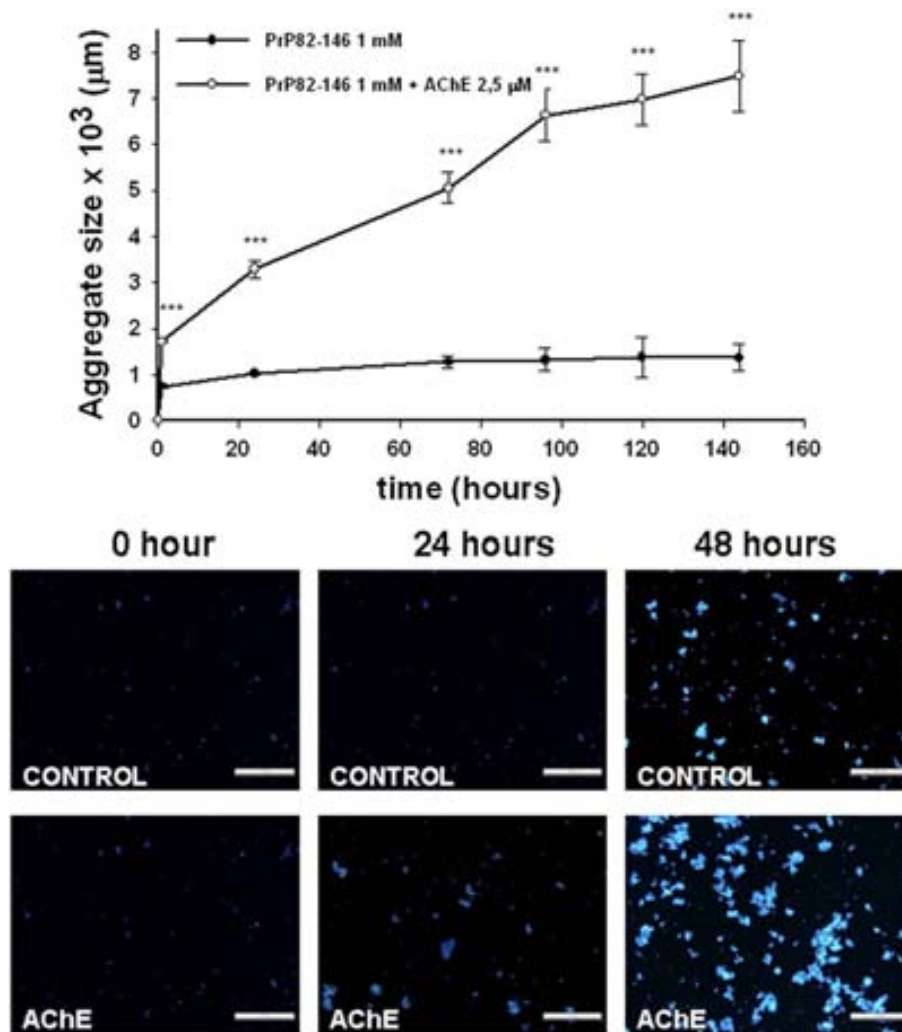 Aggregate size x 10³ (µm)
8
7
6
5
4
3
2
1
0
PrP82-146 1 mM
PrP82-146 1 mM + AChE 2,5 µM
***
***
***
***
***
***
0 20 40 60 80 100 120 140 160
time (hours)
0 hour 24 hours 48 hours
CONTROL CONTROL CONTROL
AChE AChE AChE